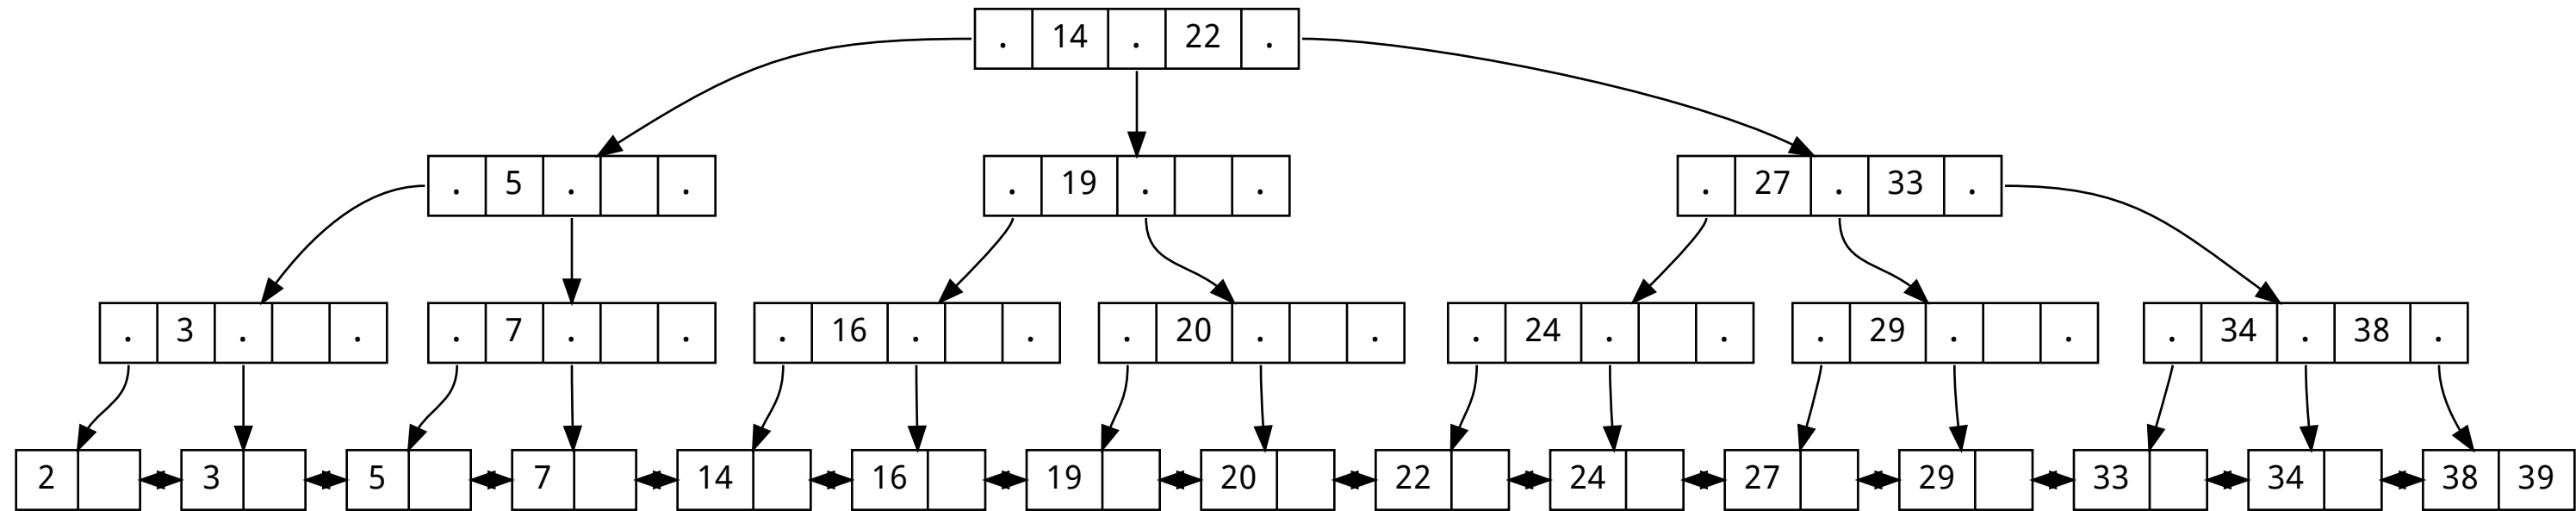 . 14 . 22 .
. 5 . . . 19 . . . 27 . 33 .
. 3 . . . 7 . . . 16 . . . 20 . . . 24 . . . 29 . . . 34 . 38 .
2 3 5 7 14 16 19 20 22 24 27 29 33 34 38 39